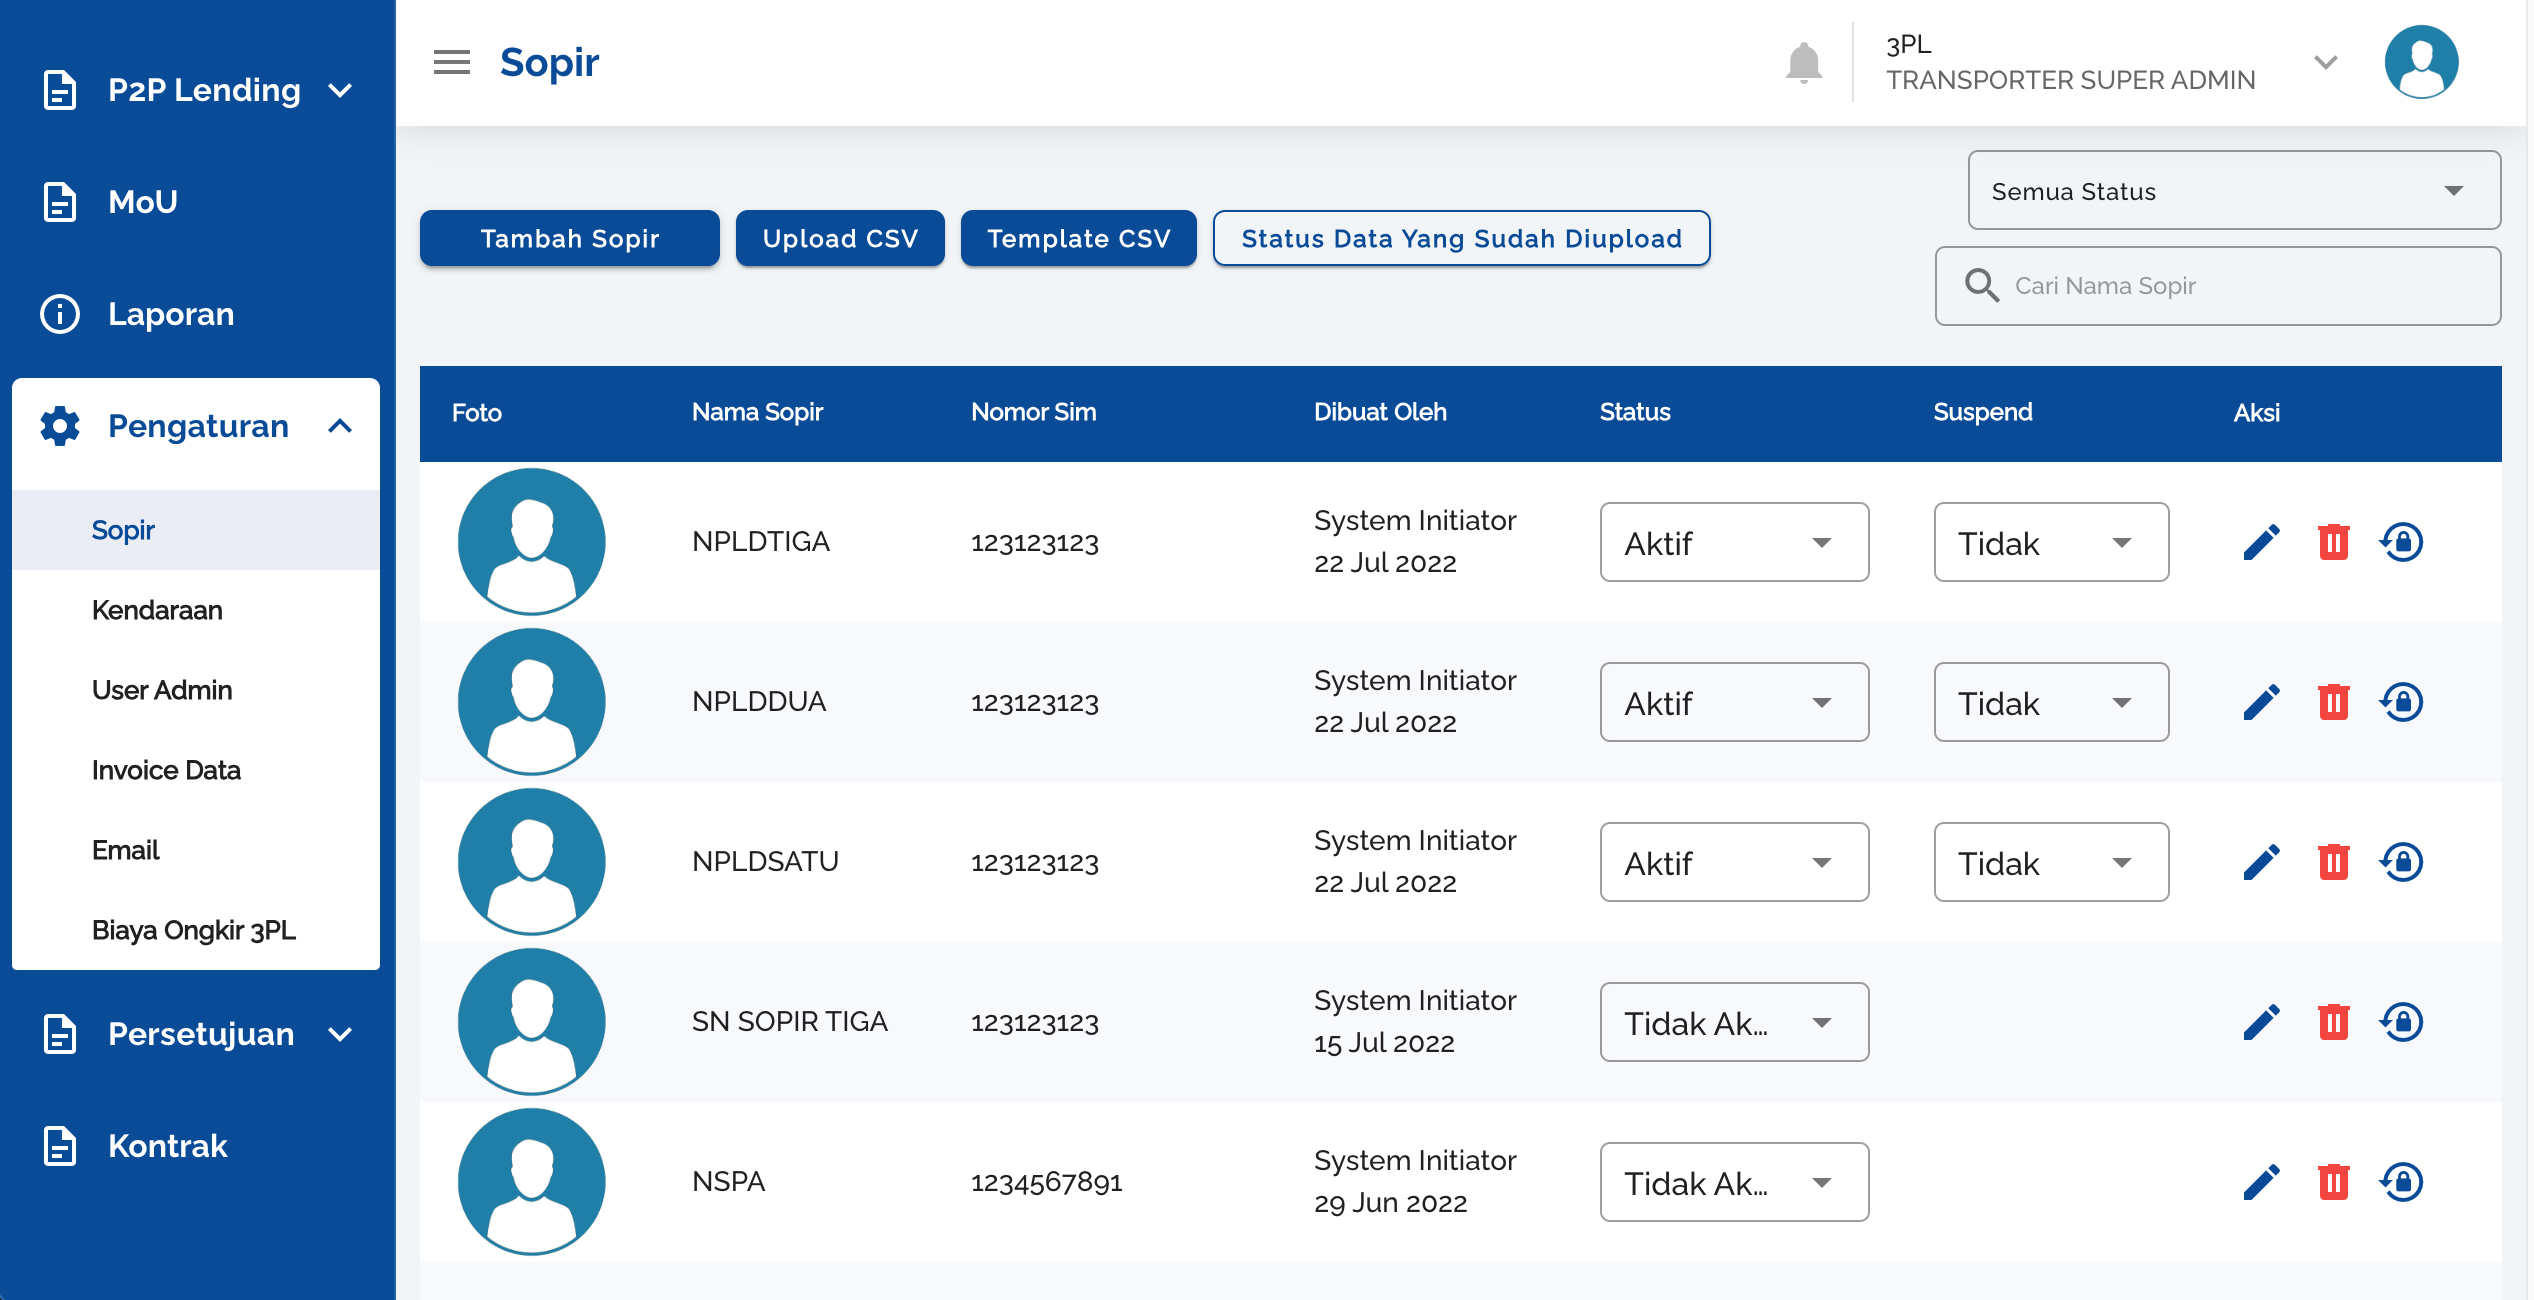 P2P Lending
MoU
Laporan
Pengaturan
Sopir
Kendaraan
User Admin
Invoice Data
Email
Biaya Ongkir 3PL
Persetujuan
Kontrak
Sopir
3PL
TRANSPORTER SUPER ADMIN
Semua Status
Tambah Sopir
Upload CSV
Template CSV
Status Data Yang Sudah Diupload
Cari Nama Sopir
Foto Nama Sopir Nomor Sim Dibuat Oleh Status Suspend Aksi
NPLDTIGA 123123123 System Initiator Aktif Tidak
22 Jul 2022
NPLDDUA 123123123 System Initiator Aktif Tidak
22 Jul 2022
NPLDSATU 123123123 System Initiator Aktif Tidak
22 Jul 2022
SN SOPIR TIGA 123123123 System Initiator Tidak Ak...
15 Jul 2022
NSPA 1234567891 System Initiator Tidak Ak...
29 Jun 2022